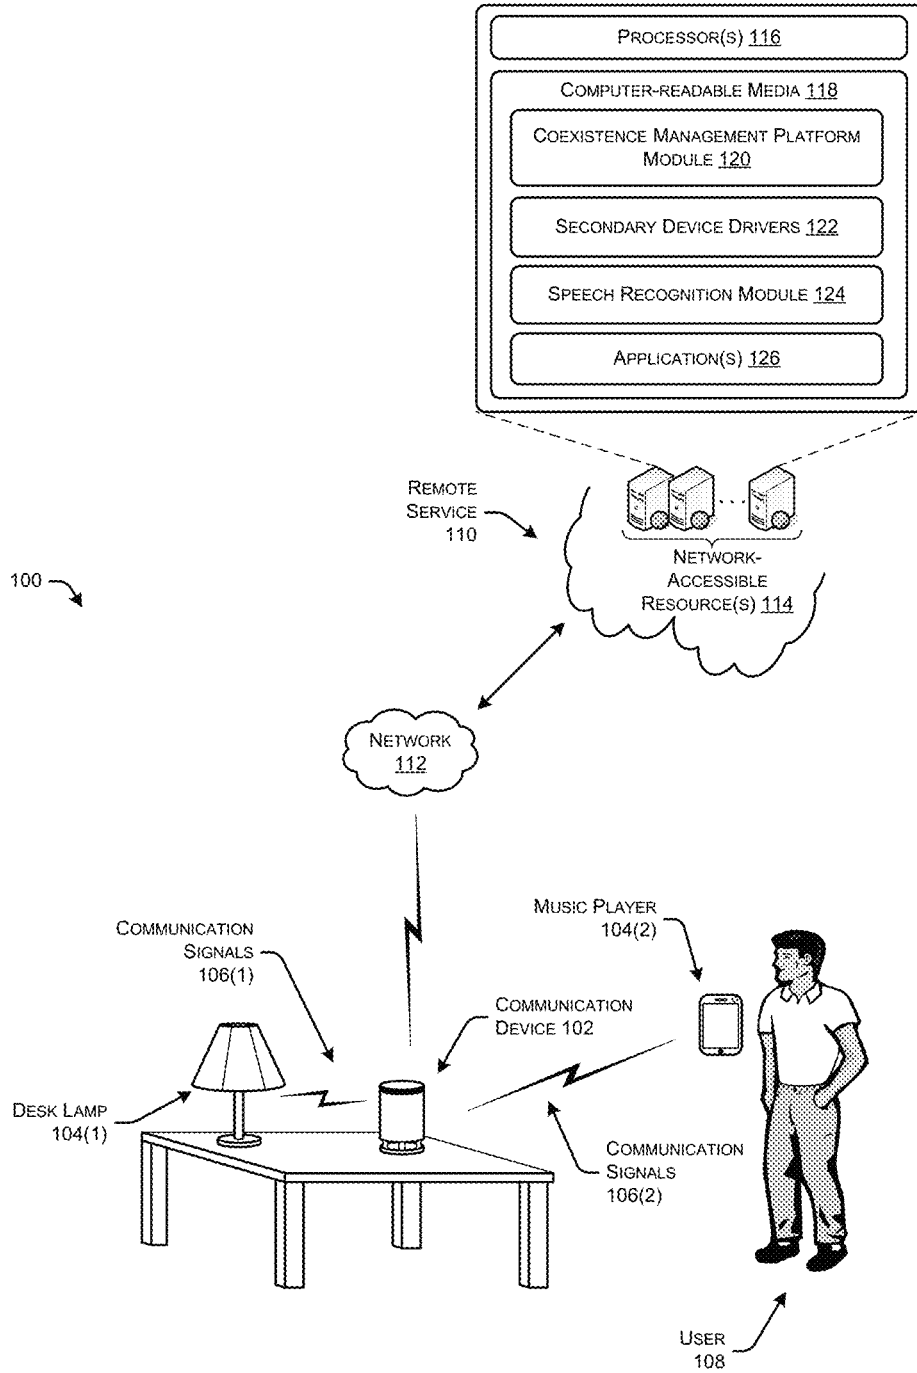 PROCESSOR(S) 116
COMPUTER-READABLE MEDIA 118
COEXISTENCE MANAGEMENT PLATFORM
MODULE 120
SECONDARY DEVICE DRIVERS 122
SPEECH RECOGNITION MODULE 124
APPLICATION(S) 126
REMOTE
SERVICE
110
NETWORK-
ACCESSIBLE
RESOURCE(S) 114
100
NETWORK
112
MUSIC PLAYER
104(2)
COMMUNICATION
SIGNALS
106(1)
COMMUNICATION
DEVICE 102
DESK LAMP
104(1)
COMMUNICATION
SIGNALS
106(2)
USER
108